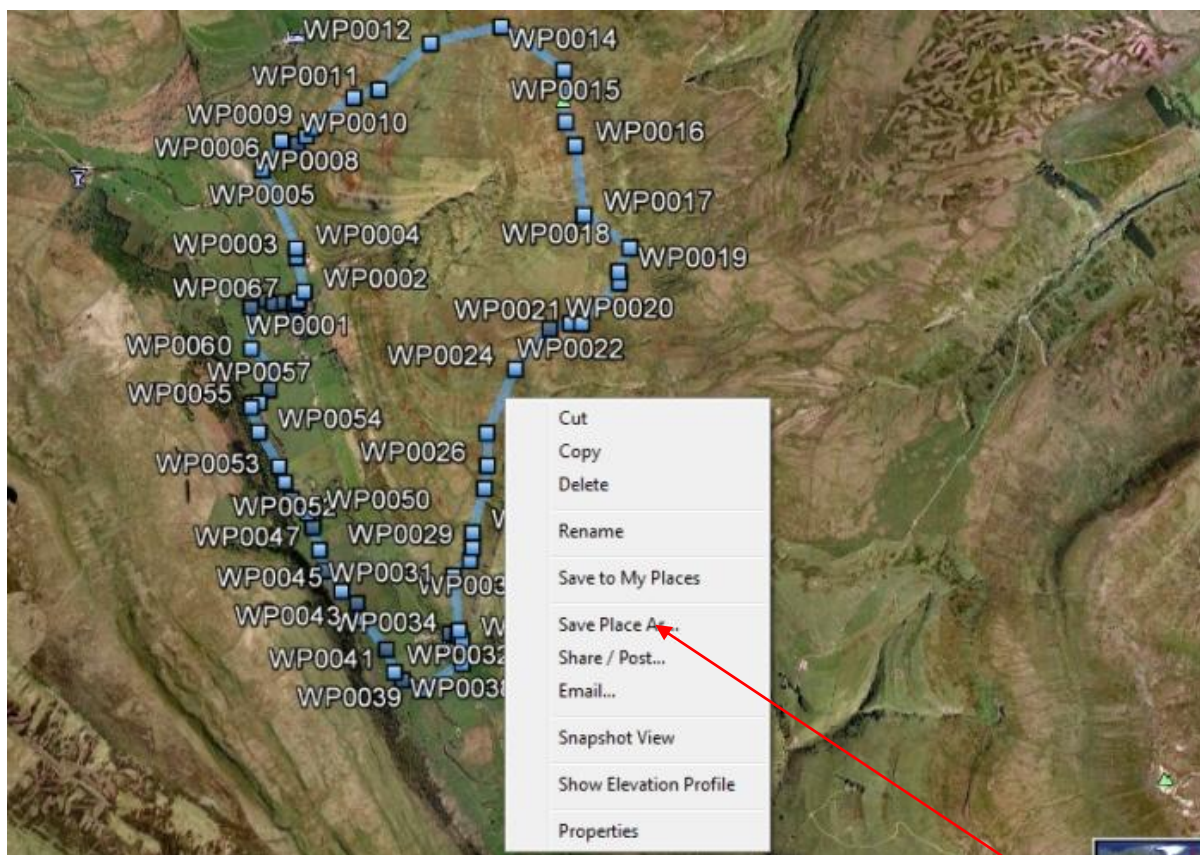 WP0012
WP0014
WP0011
WP0015
WP0009
WP0010
WP0016
WP0006
WP0008
WP0005
WP0017
WP0003
WP0004
WP0018
WP0019
WP0002
WP0067
WP0021
WP0020
WP0001
WP0060
WP0024
WP0022
WP0057
WP0055
WP0054
WP0053
WP0026
WP0052
WP0050
WP0047
WP0029
WP0045
WP0031
WP0043
WP0034
WP0041
WP0032
WP0039
WP0038
Cut
Copy
Delete
Rename
Save to My Places
Save Place As...
Share / Post...
Email...
Snapshot View
Show Elevation Profile
Properties